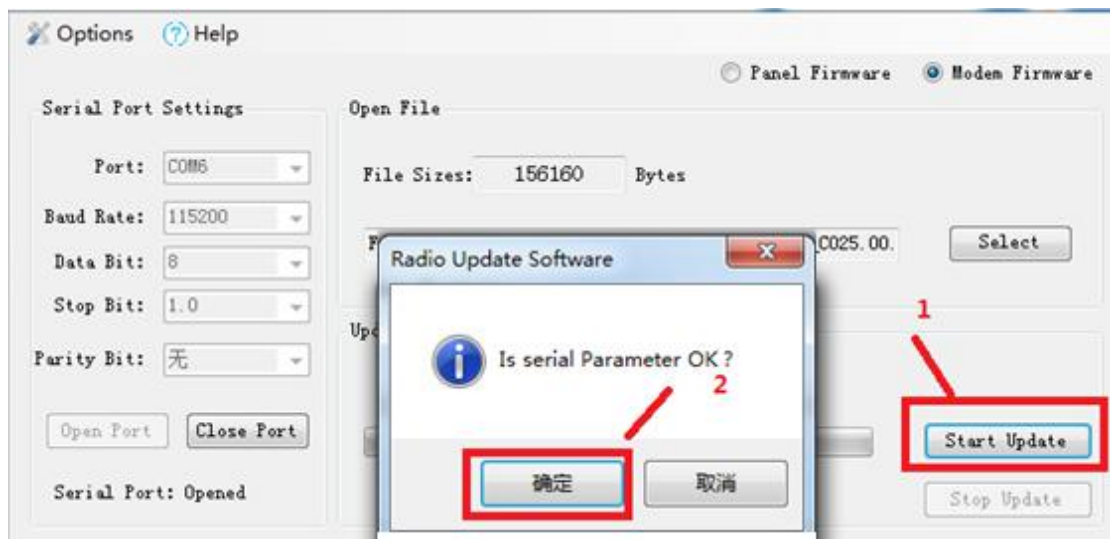 Options Help
Panel Firmware Modem Firmware
Serial Port Settings
Port: COM6
Baud Rate: 115200
Data Bit: 8
Stop Bit: 1.0
Parity Bit: 无
Open Port Close Port
Serial Port: Opened
Open File
File Sizes: 156160 Bytes
C025.00. Select
Radio Update Software
Is serial Parameter OK ?
2
确定 取消
1
Start Update
Stop Update